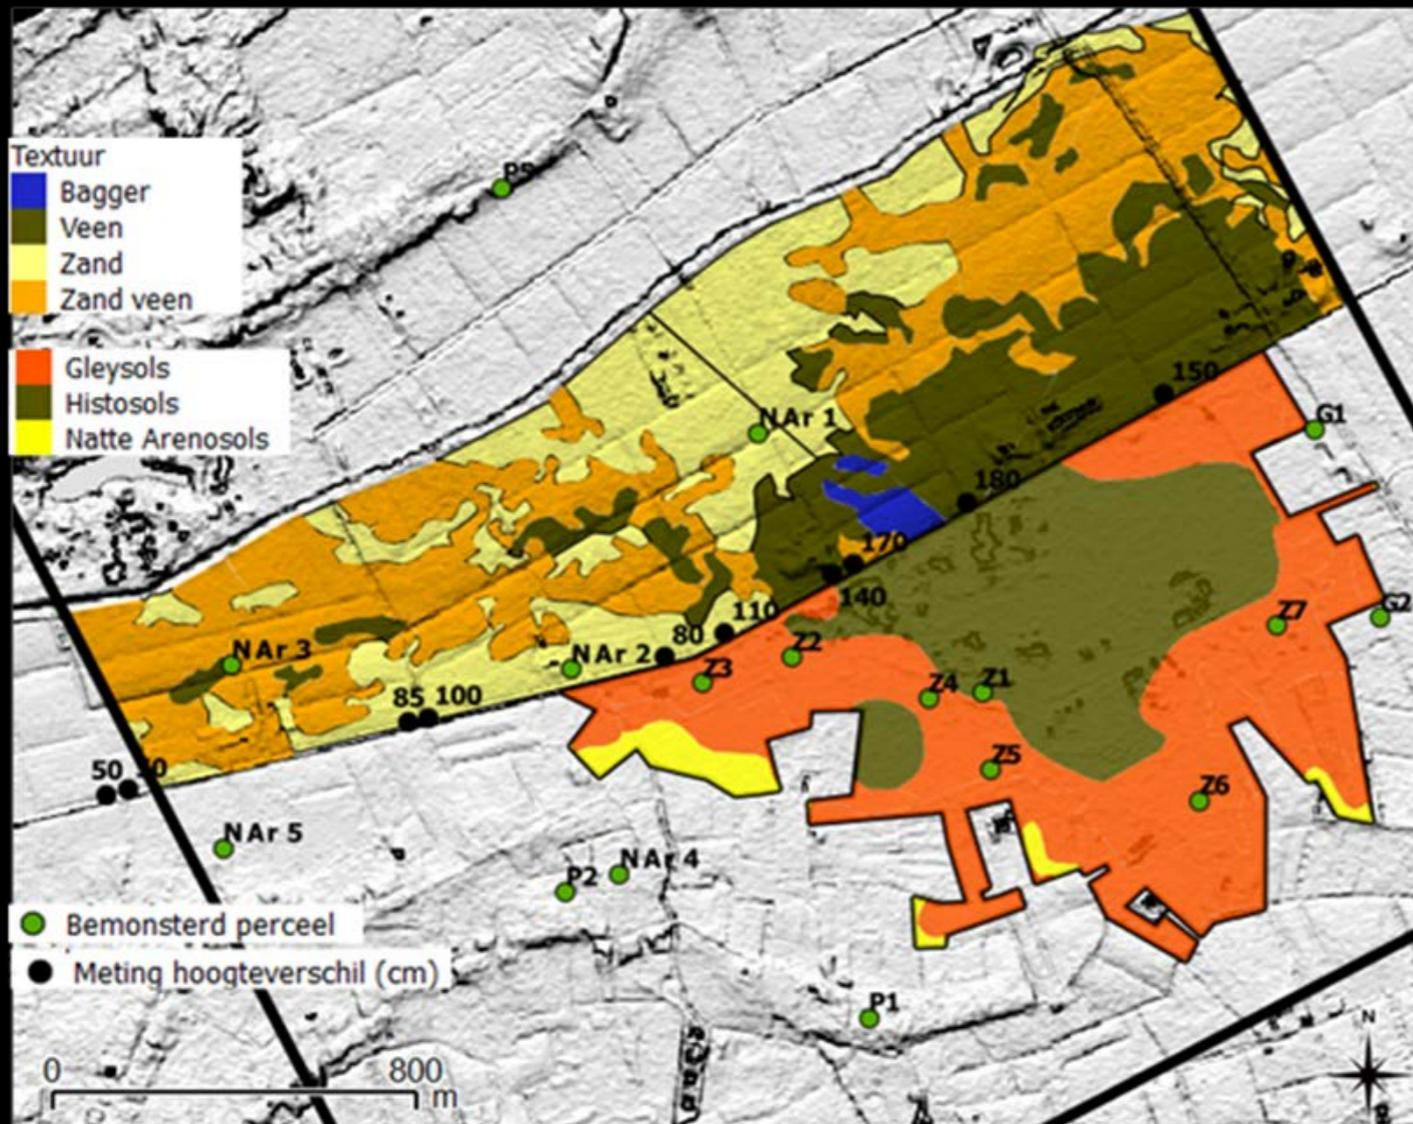 Textuur
Bagger
Veen
Zand
Zand veen
Gleysols
Histosols
Natte Arenosols
NAr 1
150
G1
180
170
140
110
80
NAr 2
Z2
Z3
Z7
G2
NAr 3
Z4
Z1
85 100
50
Z5
Z6
NAr 5
NAr 4
P2
Bemonsterd perceel
Meting hoogteverschil (cm)
P1
N
0
800
m